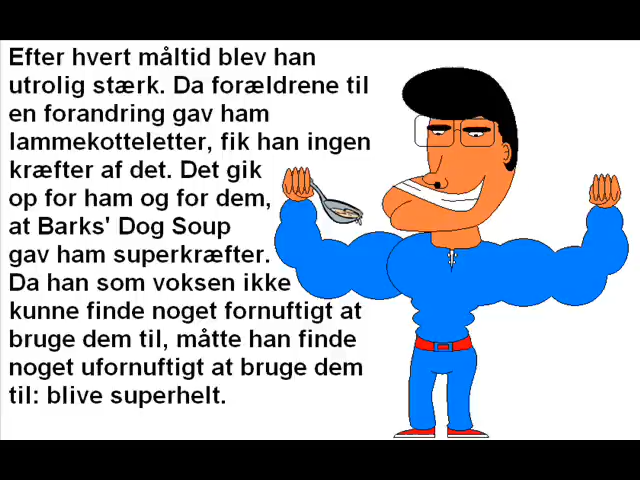 Efter hvert måltid blev han
utrolig stærk. Da forældrene til
en forandring gav ham
lammekotteletter, fik han ingen
kræfter af det. Det gik
op for ham og for dem,
at Barks' Dog Soup
gav ham superkræfter.
Da han som voksen ikke
kunne finde noget fornuftigt at
bruge dem til, måtte han finde
noget ufornuftigt at bruge dem
til: blive superhelt.